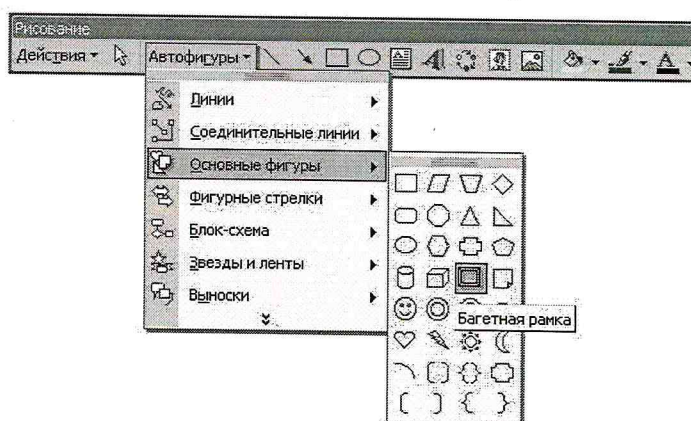 Рисование
Действия Автофигуры
Линии
Соединительные линии
Основные фигуры
Фигурные стрелки
Блок-схема
Звезды и ленты
Выноски
Багетная рамка